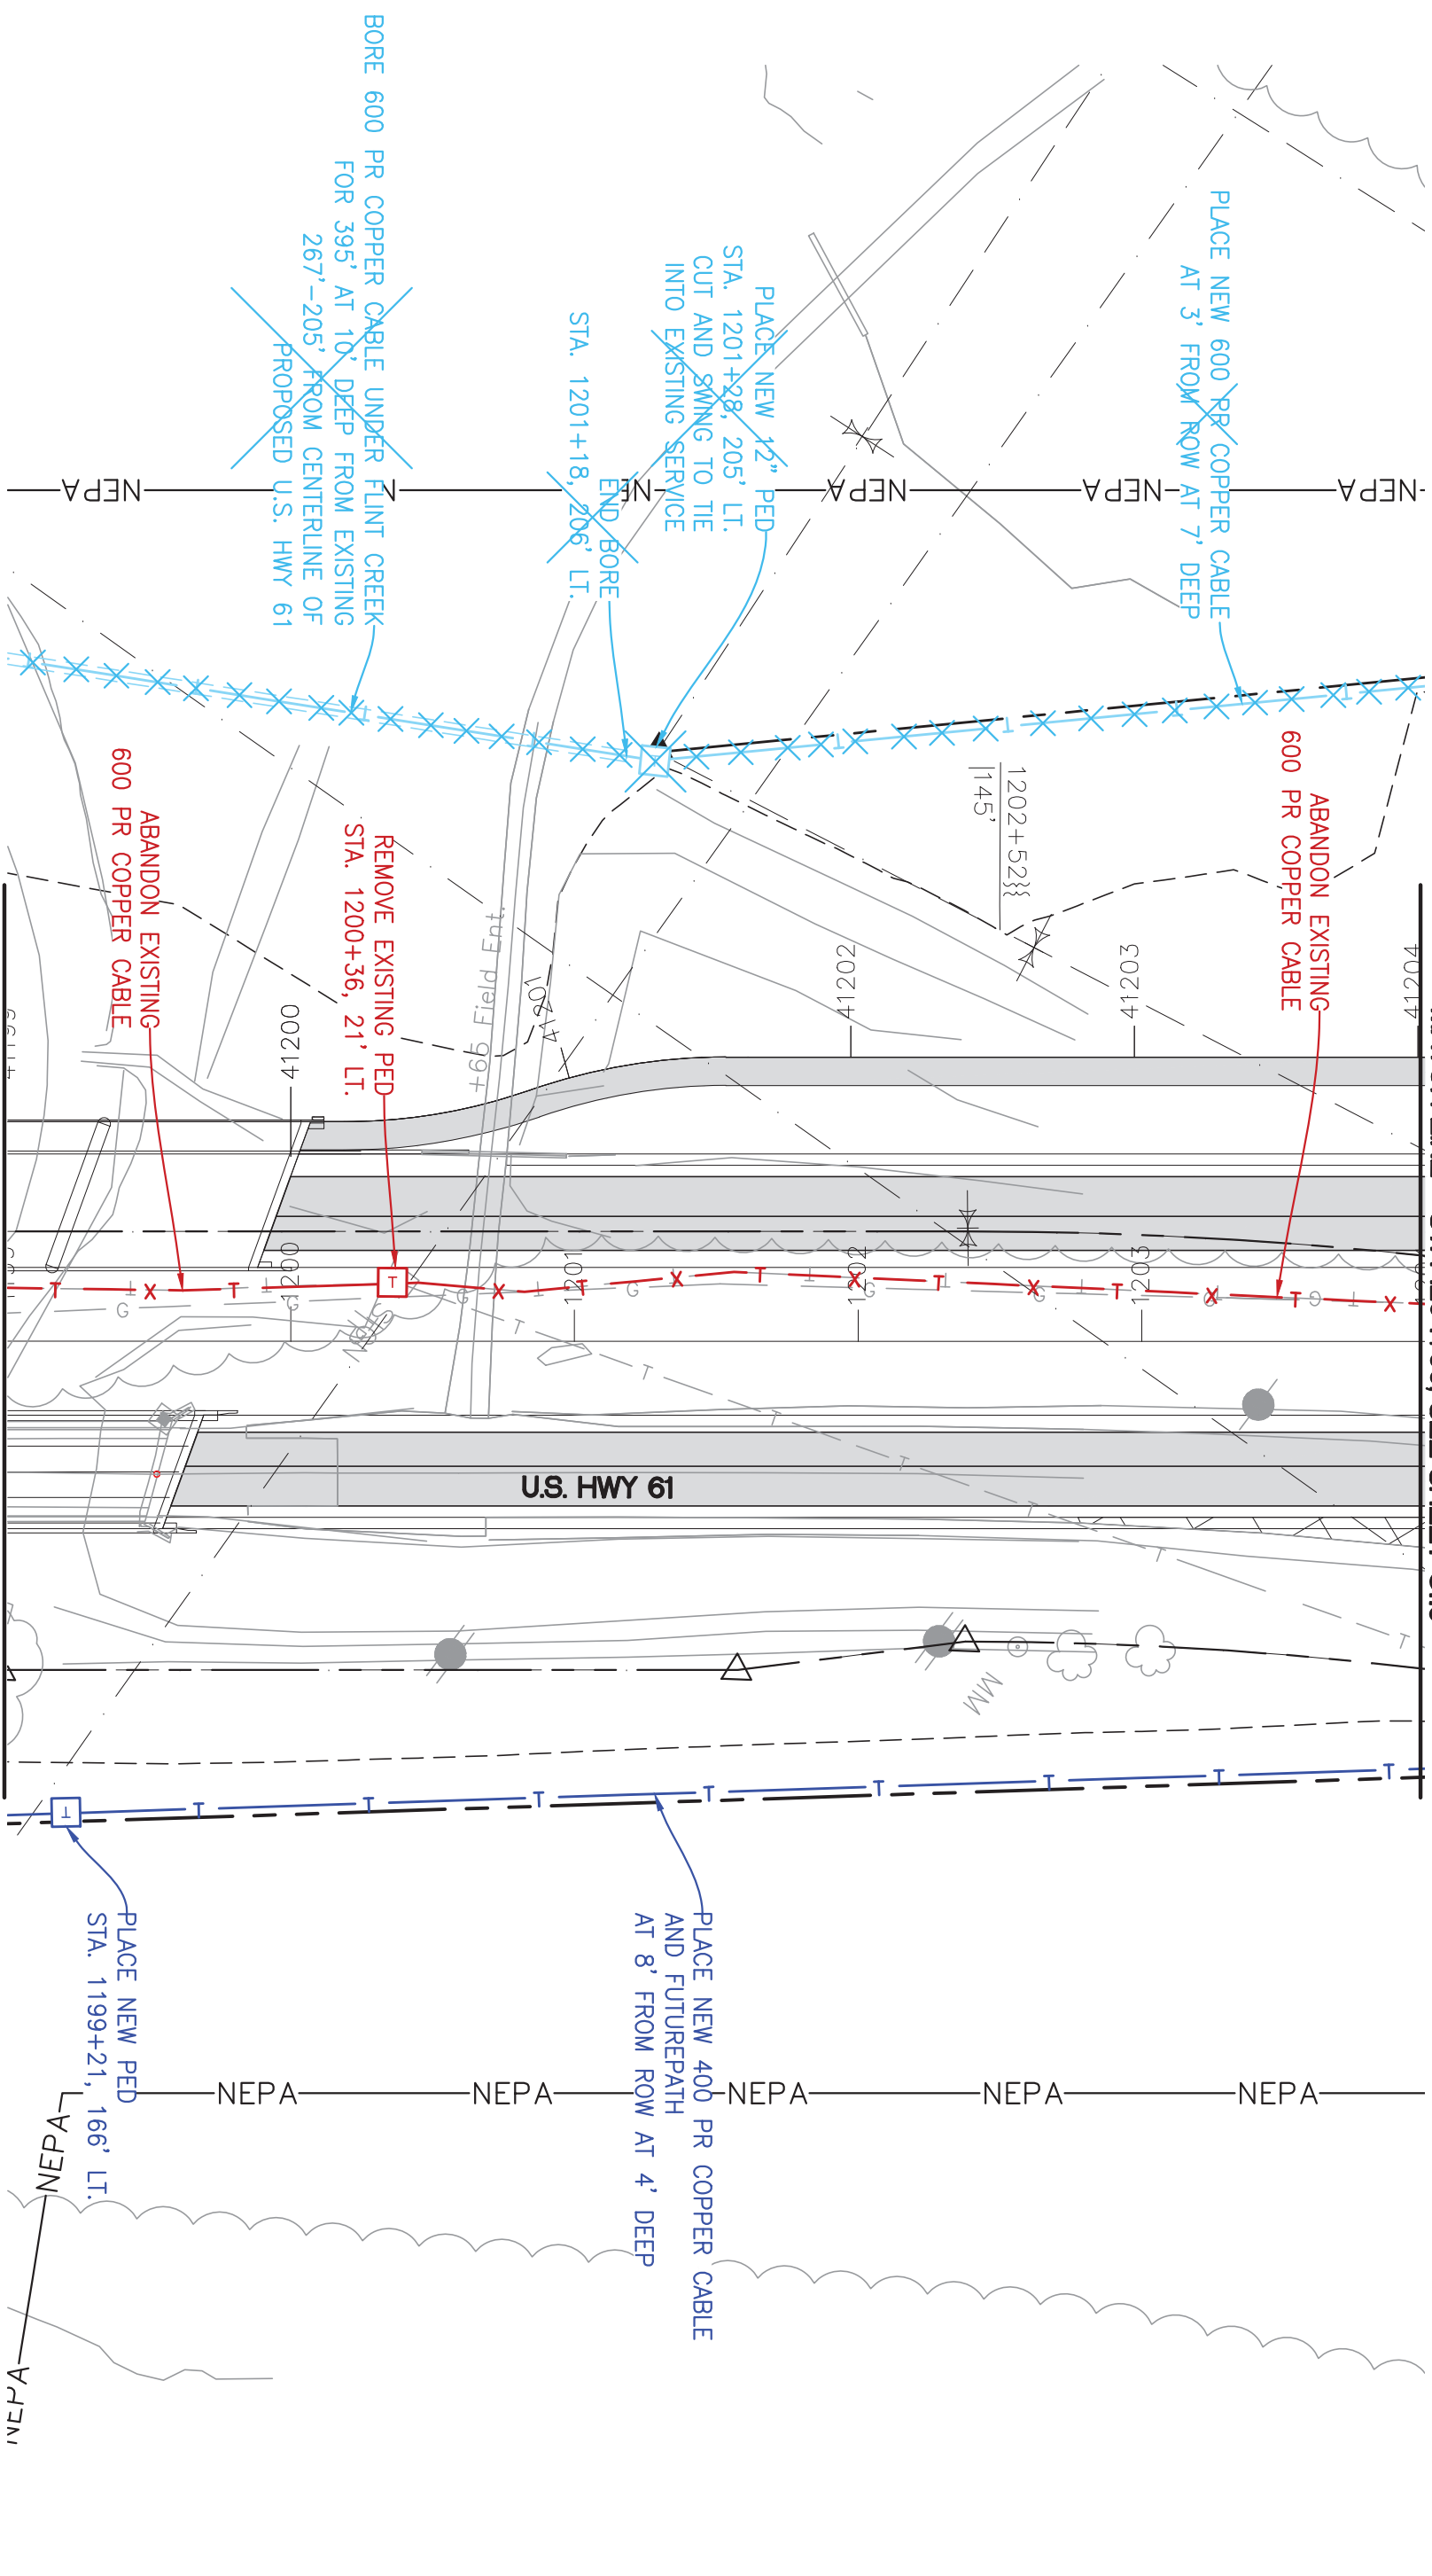 BORE 600 PR COPPER CABLE UNDER FLINT CREEK
FOR 395' AT 10' DEEP FROM EXISTING
267'-205' FROM CENTERLINE OF
PROPOSED U.S. HWY 61
PLACE NEW 12" PED
STA. 1201+28, 205' LT.
CUT AND SWING TO TIE
INTO EXISTING SERVICE
END BORE
STA. 1201+18, 206' LT.
PLACE NEW 600 PR COPPER CABLE
AT 3' FROM ROW AT 7' DEEP
NEPA
NEPA
NEPA
NEPA
1202+52
145'
ABANDON EXISTING
600 PR COPPER CABLE
REMOVE EXISTING PED
STA. 1200+36, 21' LT.
ABANDON EXISTING
600 PR COPPER CABLE
+65 Field Ent.
41200
41201
41202
41203
41204
1200
1201
1202
1203
T
X
T
T
X
T
X
T
X
T
X
T
X
T
X
G
G
G
G
G
G
G
U.S. HWY 61
T
T
T
T
T
T
T
T
T
PLACE NEW PED
STA. 1199+21, 166' LT.
PLACE NEW 400 PR COPPER CABLE
AND FUTUREPATH
AT 8' FROM ROW AT 4' DEEP
NEPA
NEPA
NEPA
NEPA
NEPA
NEPA
NEPA